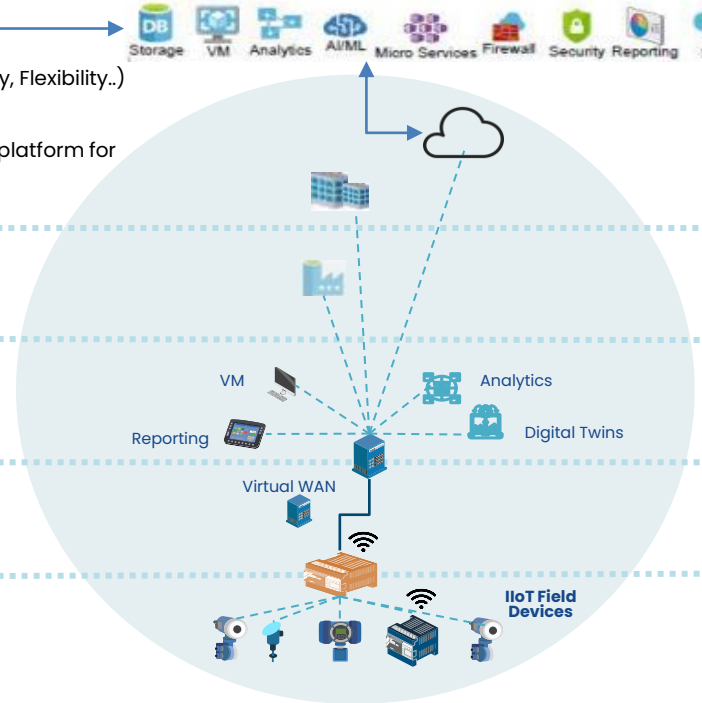 DB
Storage VM Analytics AI/ML Micro Services Firewall Security Reporting
y, Flexibility..)
platform for
VM
Analytics
Reporting
Digital Twins
Virtual WAN
IIoT Field
Devices